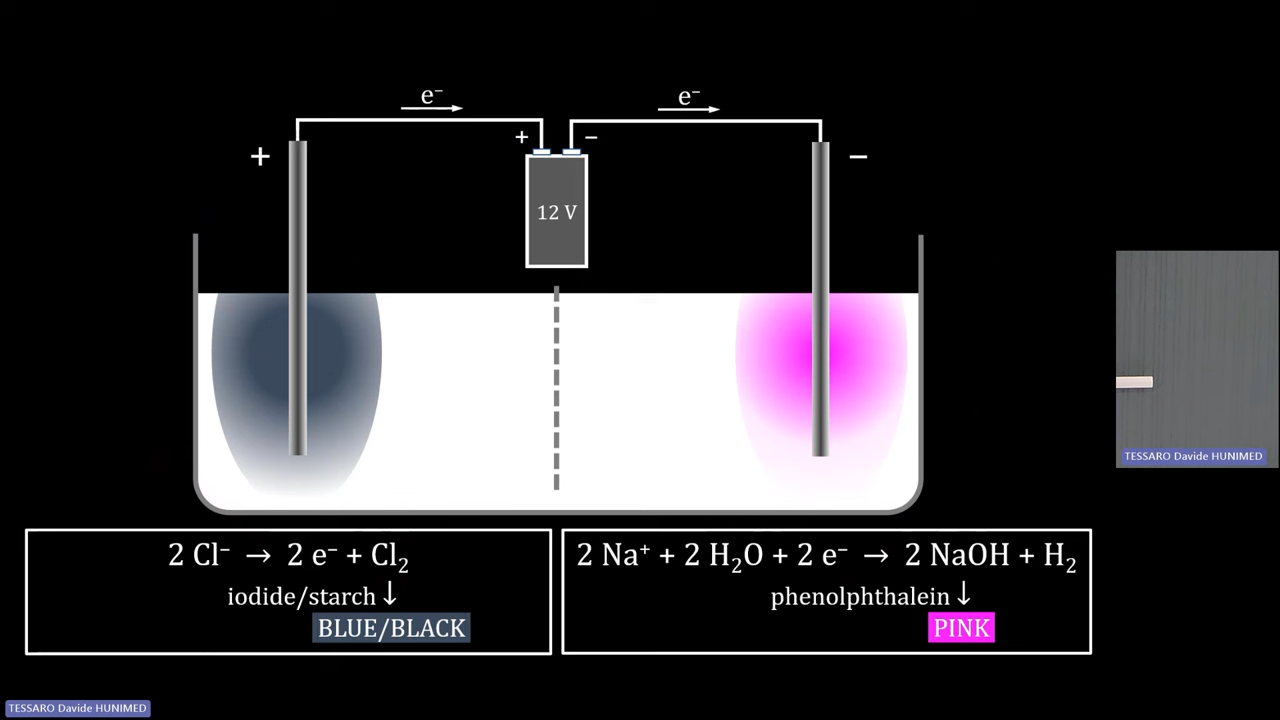 e⁻
e⁻
+
−
+
−
12 V
2 Cl⁻ → 2 e⁻ + Cl₂
iodide/starch ↓
BLUE/BLACK
2 Na⁺ + 2 H₂O + 2 e⁻ → 2 NaOH + H₂
phenolphthalein ↓
PINK
TESSARO Davide HUNIMED
TESSARO Davide HUNIMED